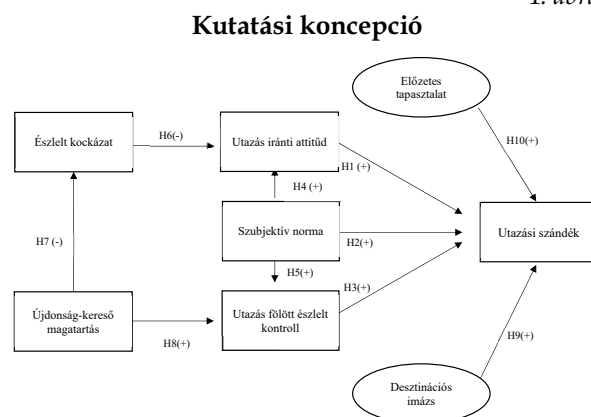 Kutatási koncepció
Előzetes
tapasztalat
Észlelt kockázat
H6(-)
Utazás iránti attitűd
H10(+)
H1 (+)
H4 (+)
H7 (-)
Szubjektív norma
H2(+)
Utazási szándék
H5(+)
H3(+)
Újdonság-kereső
magatartás
H8(+)
Utazás fölött észlelt
kontroll
H9(+)
Desztinációs
imázs